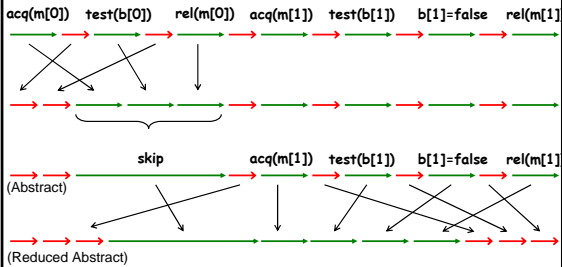 acq(m[0]) test(b[0]) rel(m[0]) acq(m[1]) test(b[1]) b[1]=false rel(m[1])
skip acq(m[1]) test(b[1]) b[1]=false rel(m[1]
(Abstract)
(Reduced Abstract)